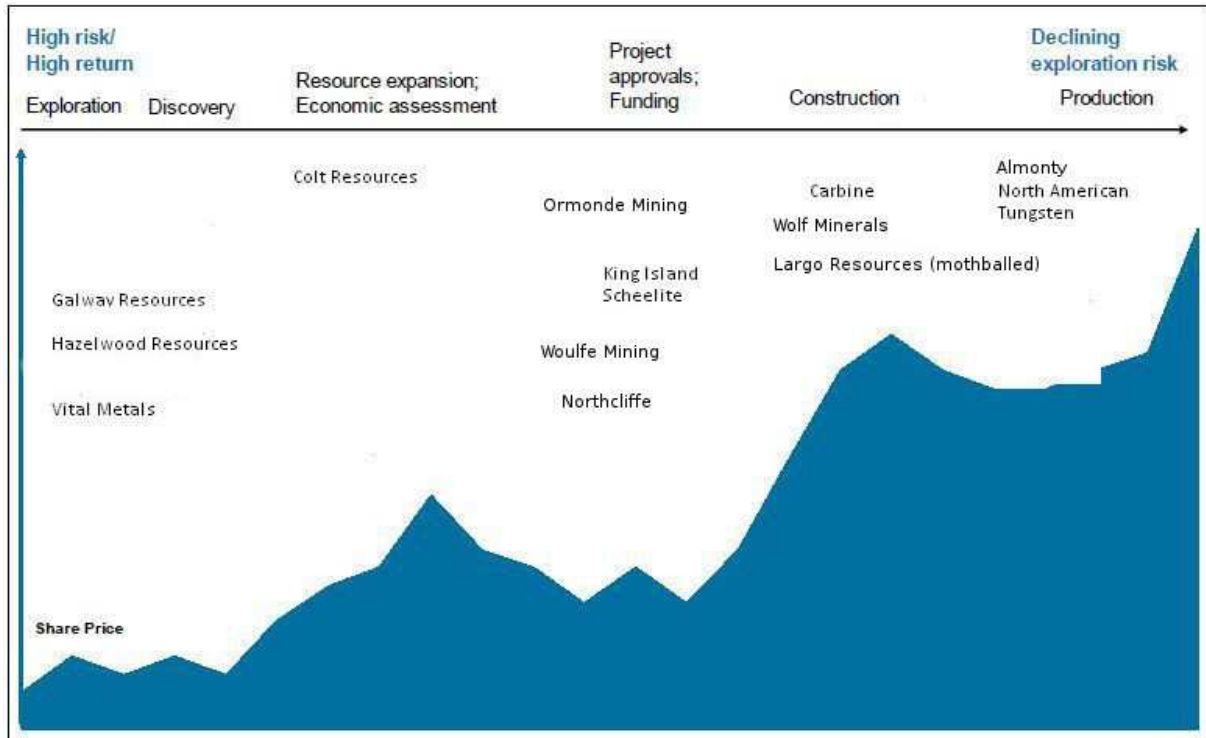 High risk/
High return
Declining
exploration risk
Exploration
Discovery
Resource expansion;
Economic assessment
Project
approvals;
Funding
Construction
Production
Colt Resources
Ormonde Mining
Carbine
Almonty
North American
Tungsten
Wolf Minerals
King Island
Scheelite
Largo Resources (mothballed)
Galway Resources
Hazelwood Resources
Woulfe Mining
Vital Metals
Northcliffe
Share Price